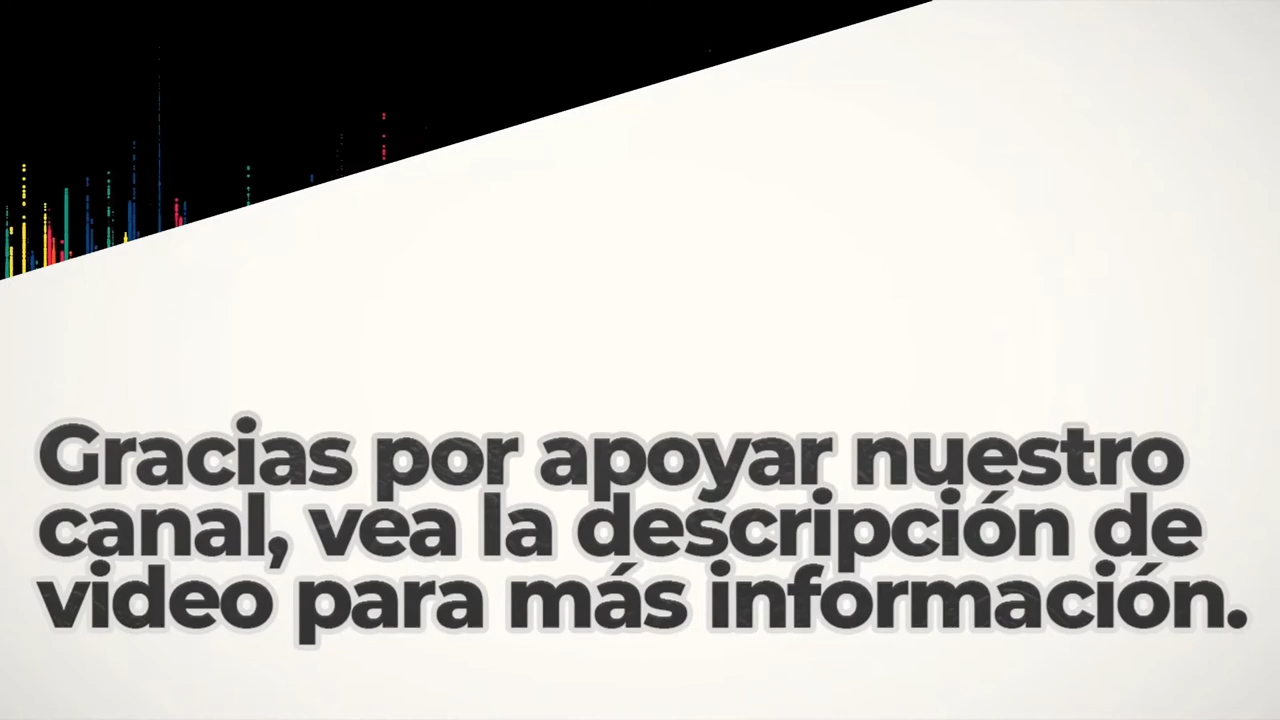 Gracias por apoyar nuestro
canal, vea la descripción de
video para más información.